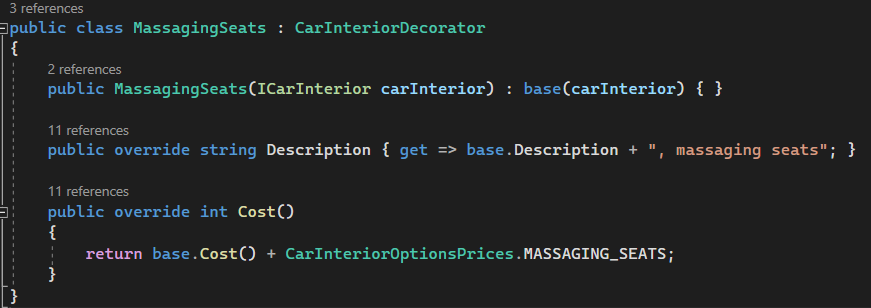 3 references
public class MassagingSeats : CarInteriorDecorator
{
2 references
public MassagingSeats(ICarInterior carInterior) : base(carInterior) { }
11 references
public override string Description { get => base.Description + ", massaging seats"; }
11 references
public override int Cost()
{
return base.Cost() + CarInteriorOptionsPrices.MASSAGING_SEATS;
}
}